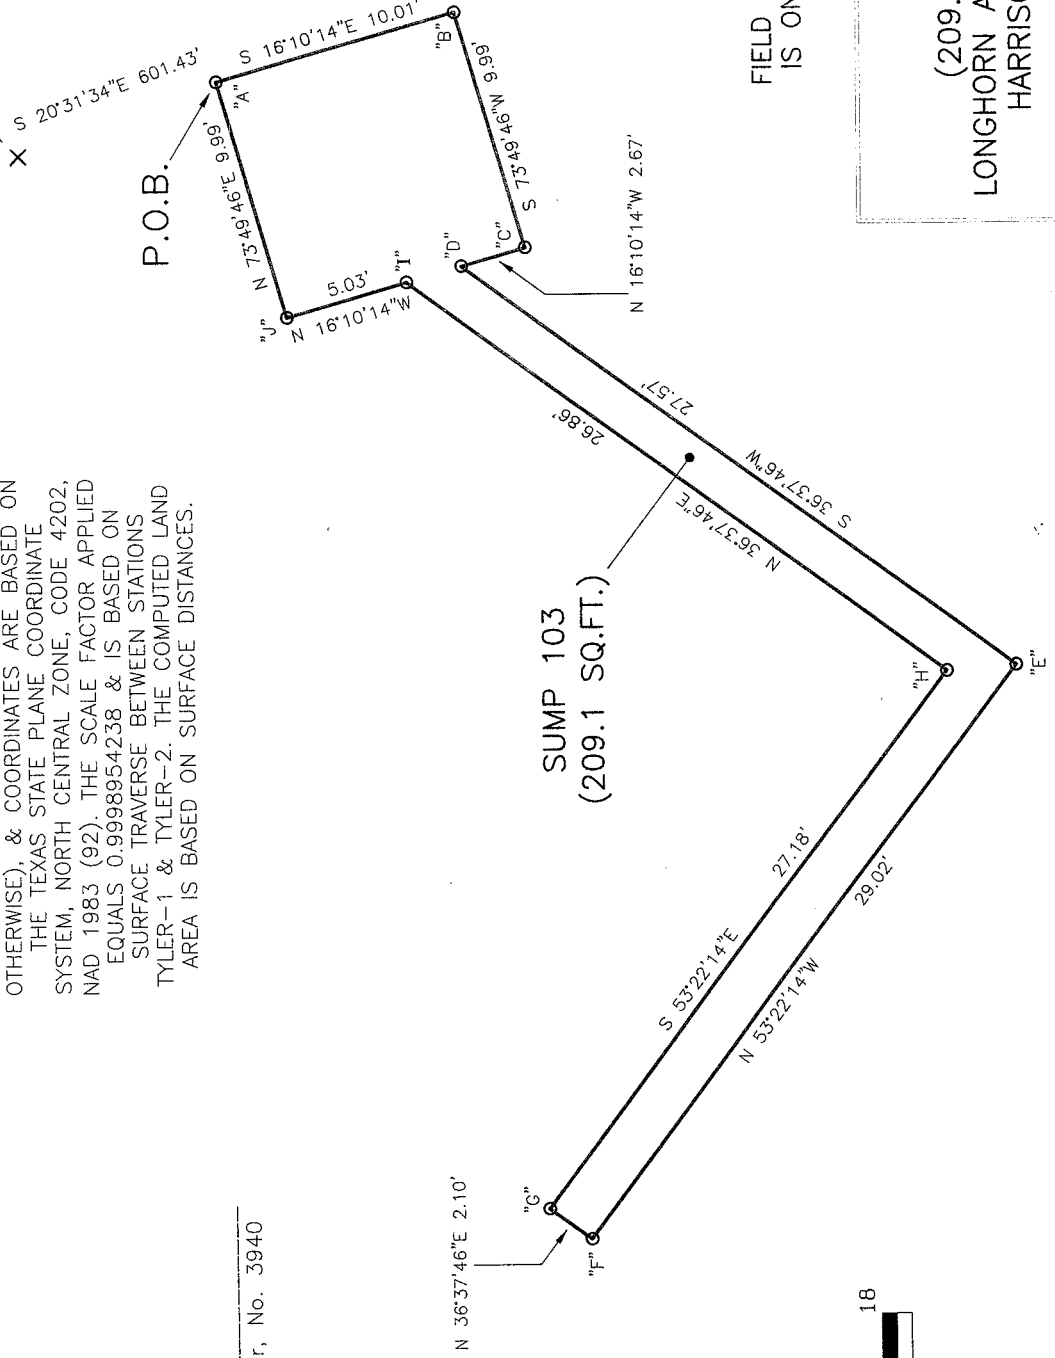 OTHERWISE), & COORDINATES ARE BASED ON
THE TEXAS STATE PLANE COORDINATE
SYSTEM, NORTH CENTRAL ZONE, CODE 4202,
NAD 1983 (92). THE SCALE FACTOR APPLIED
EQUALS 0.99989542​38 & IS BASED ON
SURFACE TRAVERSE BETWEEN STATIONS
TYLER-1 & TYLER-2. THE COMPUTED LAND
AREA IS BASED ON SURFACE DISTANCES.
S 20°31'34"E 601.43'
X
P.O.B.
"A"
S 16°10'14"E 10.01'
"B"
S 73°49'46"W 9.99'
"C"
N 16°10'14"W 2.67'
"D"
27.57'
S 36°37'46"W
"E"
29.02'
N 53°22'14"W
"F"
N 36°37'46"E 2.10'
"G"
27.18'
S 53°22'14"E
"H"
26.86'
N 36°37'46"E
"I"
5.03'
N 16°10'14"W
"J"
N 73°49'46"E 9.99'
SUMP 103
(209.1 SQ.FT.)
r, No. 3940
18
FIELD
IS ON
(209.
LONGHORN A
HARRISO